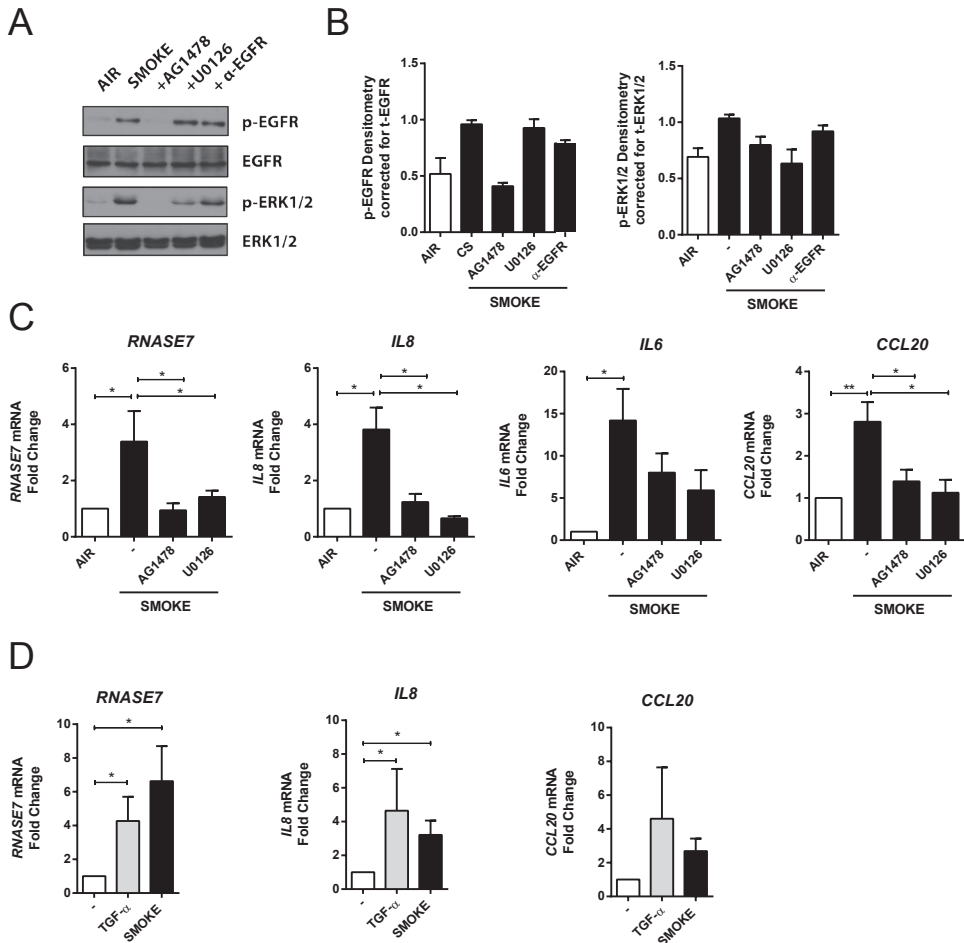 A
AIR
SMOKE
+AG1478
+U0126
+ α-EGFR
p-EGFR
EGFR
p-ERK1/2
ERK1/2
B
p-EGFR Densitometry
corrected for t-EGFR
1.5
1.0
0.5
0.0
AIR
CS
AG1478
U0126
α-EGFR
SMOKE
p-ERK1/2 Densitometry
corrected for t-ERK1/2
1.5
1.0
0.5
0.0
AIR
-
AG1478
U0126
α-EGFR
SMOKE
C
RNASE7
RNASE7 mRNA
Fold Change
6
4
2
0
*
*
*
AIR
-
AG1478
U0126
SMOKE
IL8
IL8 mRNA
Fold Change
6
4
2
0
*
*
*
AIR
-
AG1478
U0126
SMOKE
IL6
IL6 mRNA
Fold Change
20
15
10
5
0
*
AIR
-
AG1478
U0126
SMOKE
CCL20
CCL20 mRNA
Fold Change
4
3
2
1
0
**
*
*
AIR
-
AG1478
U0126
SMOKE
D
RNASE7
RNASE7 mRNA
Fold Change
10
8
6
4
2
0
*
*
-
TGF-α
SMOKE
IL8
IL8 mRNA
Fold Change
10
8
6
4
2
0
*
*
-
TGF-α
SMOKE
CCL20
CCL20 mRNA
Fold Change
10
8
6
4
2
0
-
TGF-α
SMOKE